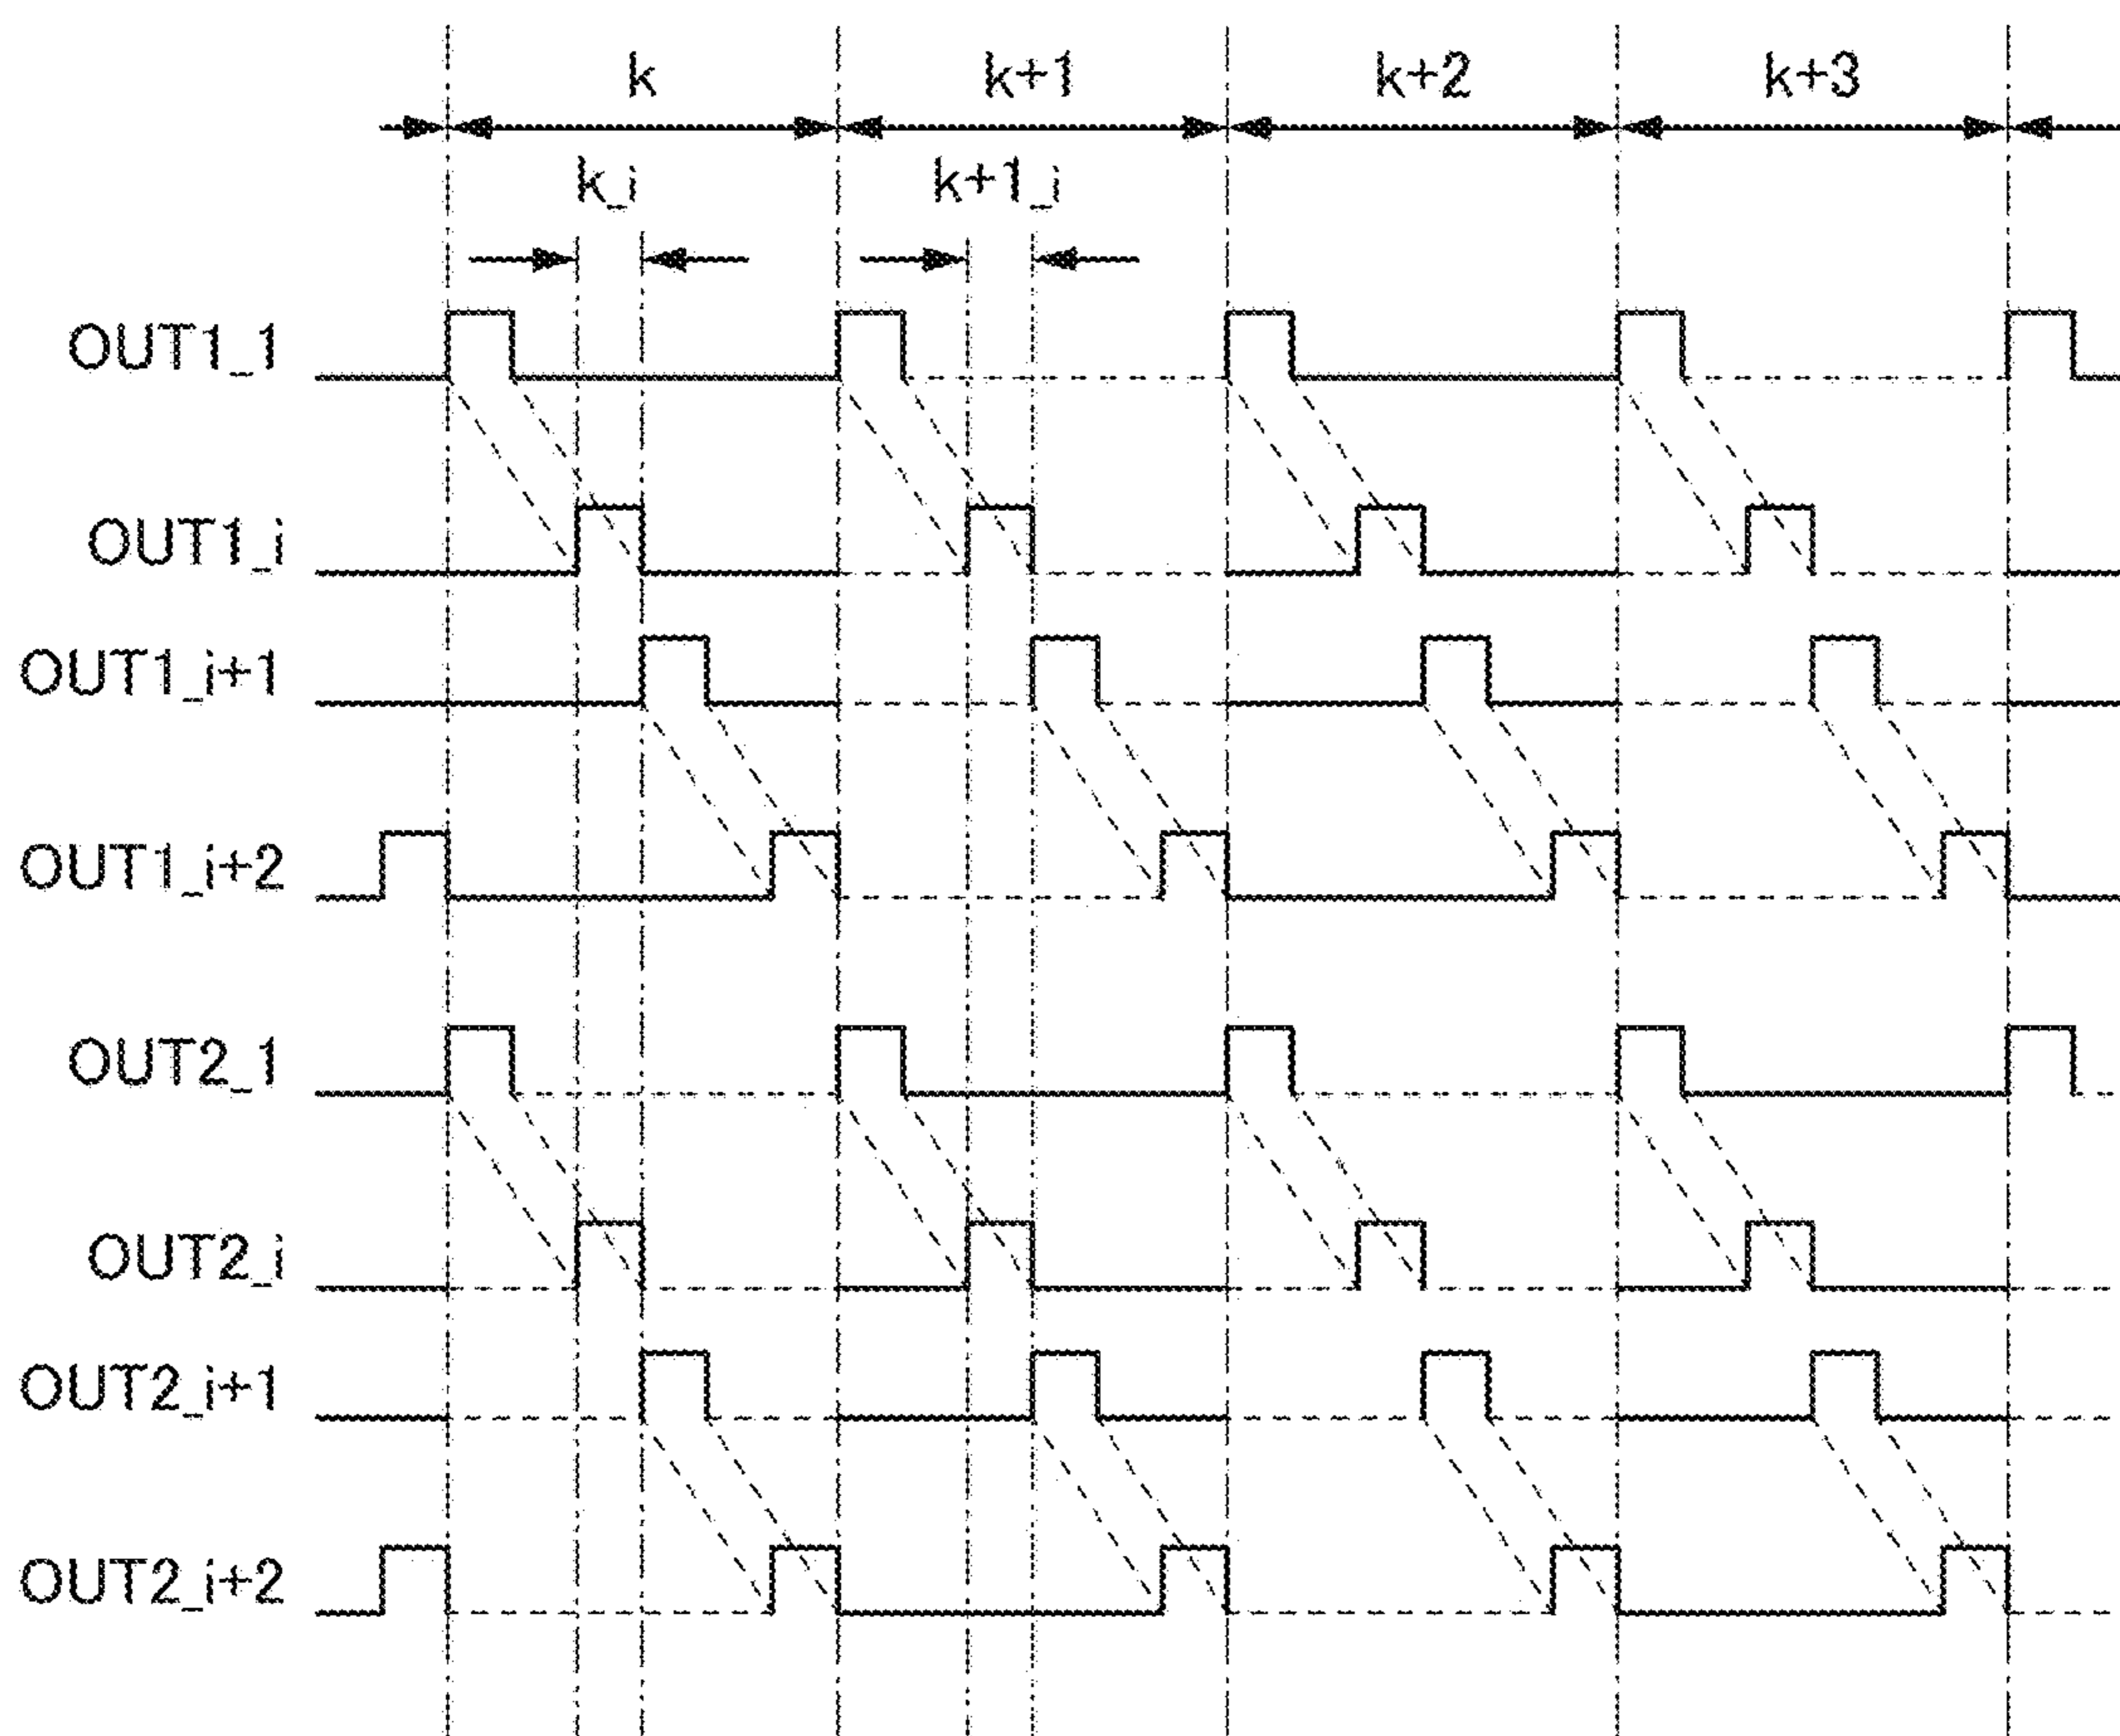 k k+1 k+2 k+3
k_i k+1_i
OUT1_1
OUT1_i
OUT1_i+1
OUT1_i+2
OUT2_1
OUT2_i
OUT2_i+1
OUT2_i+2